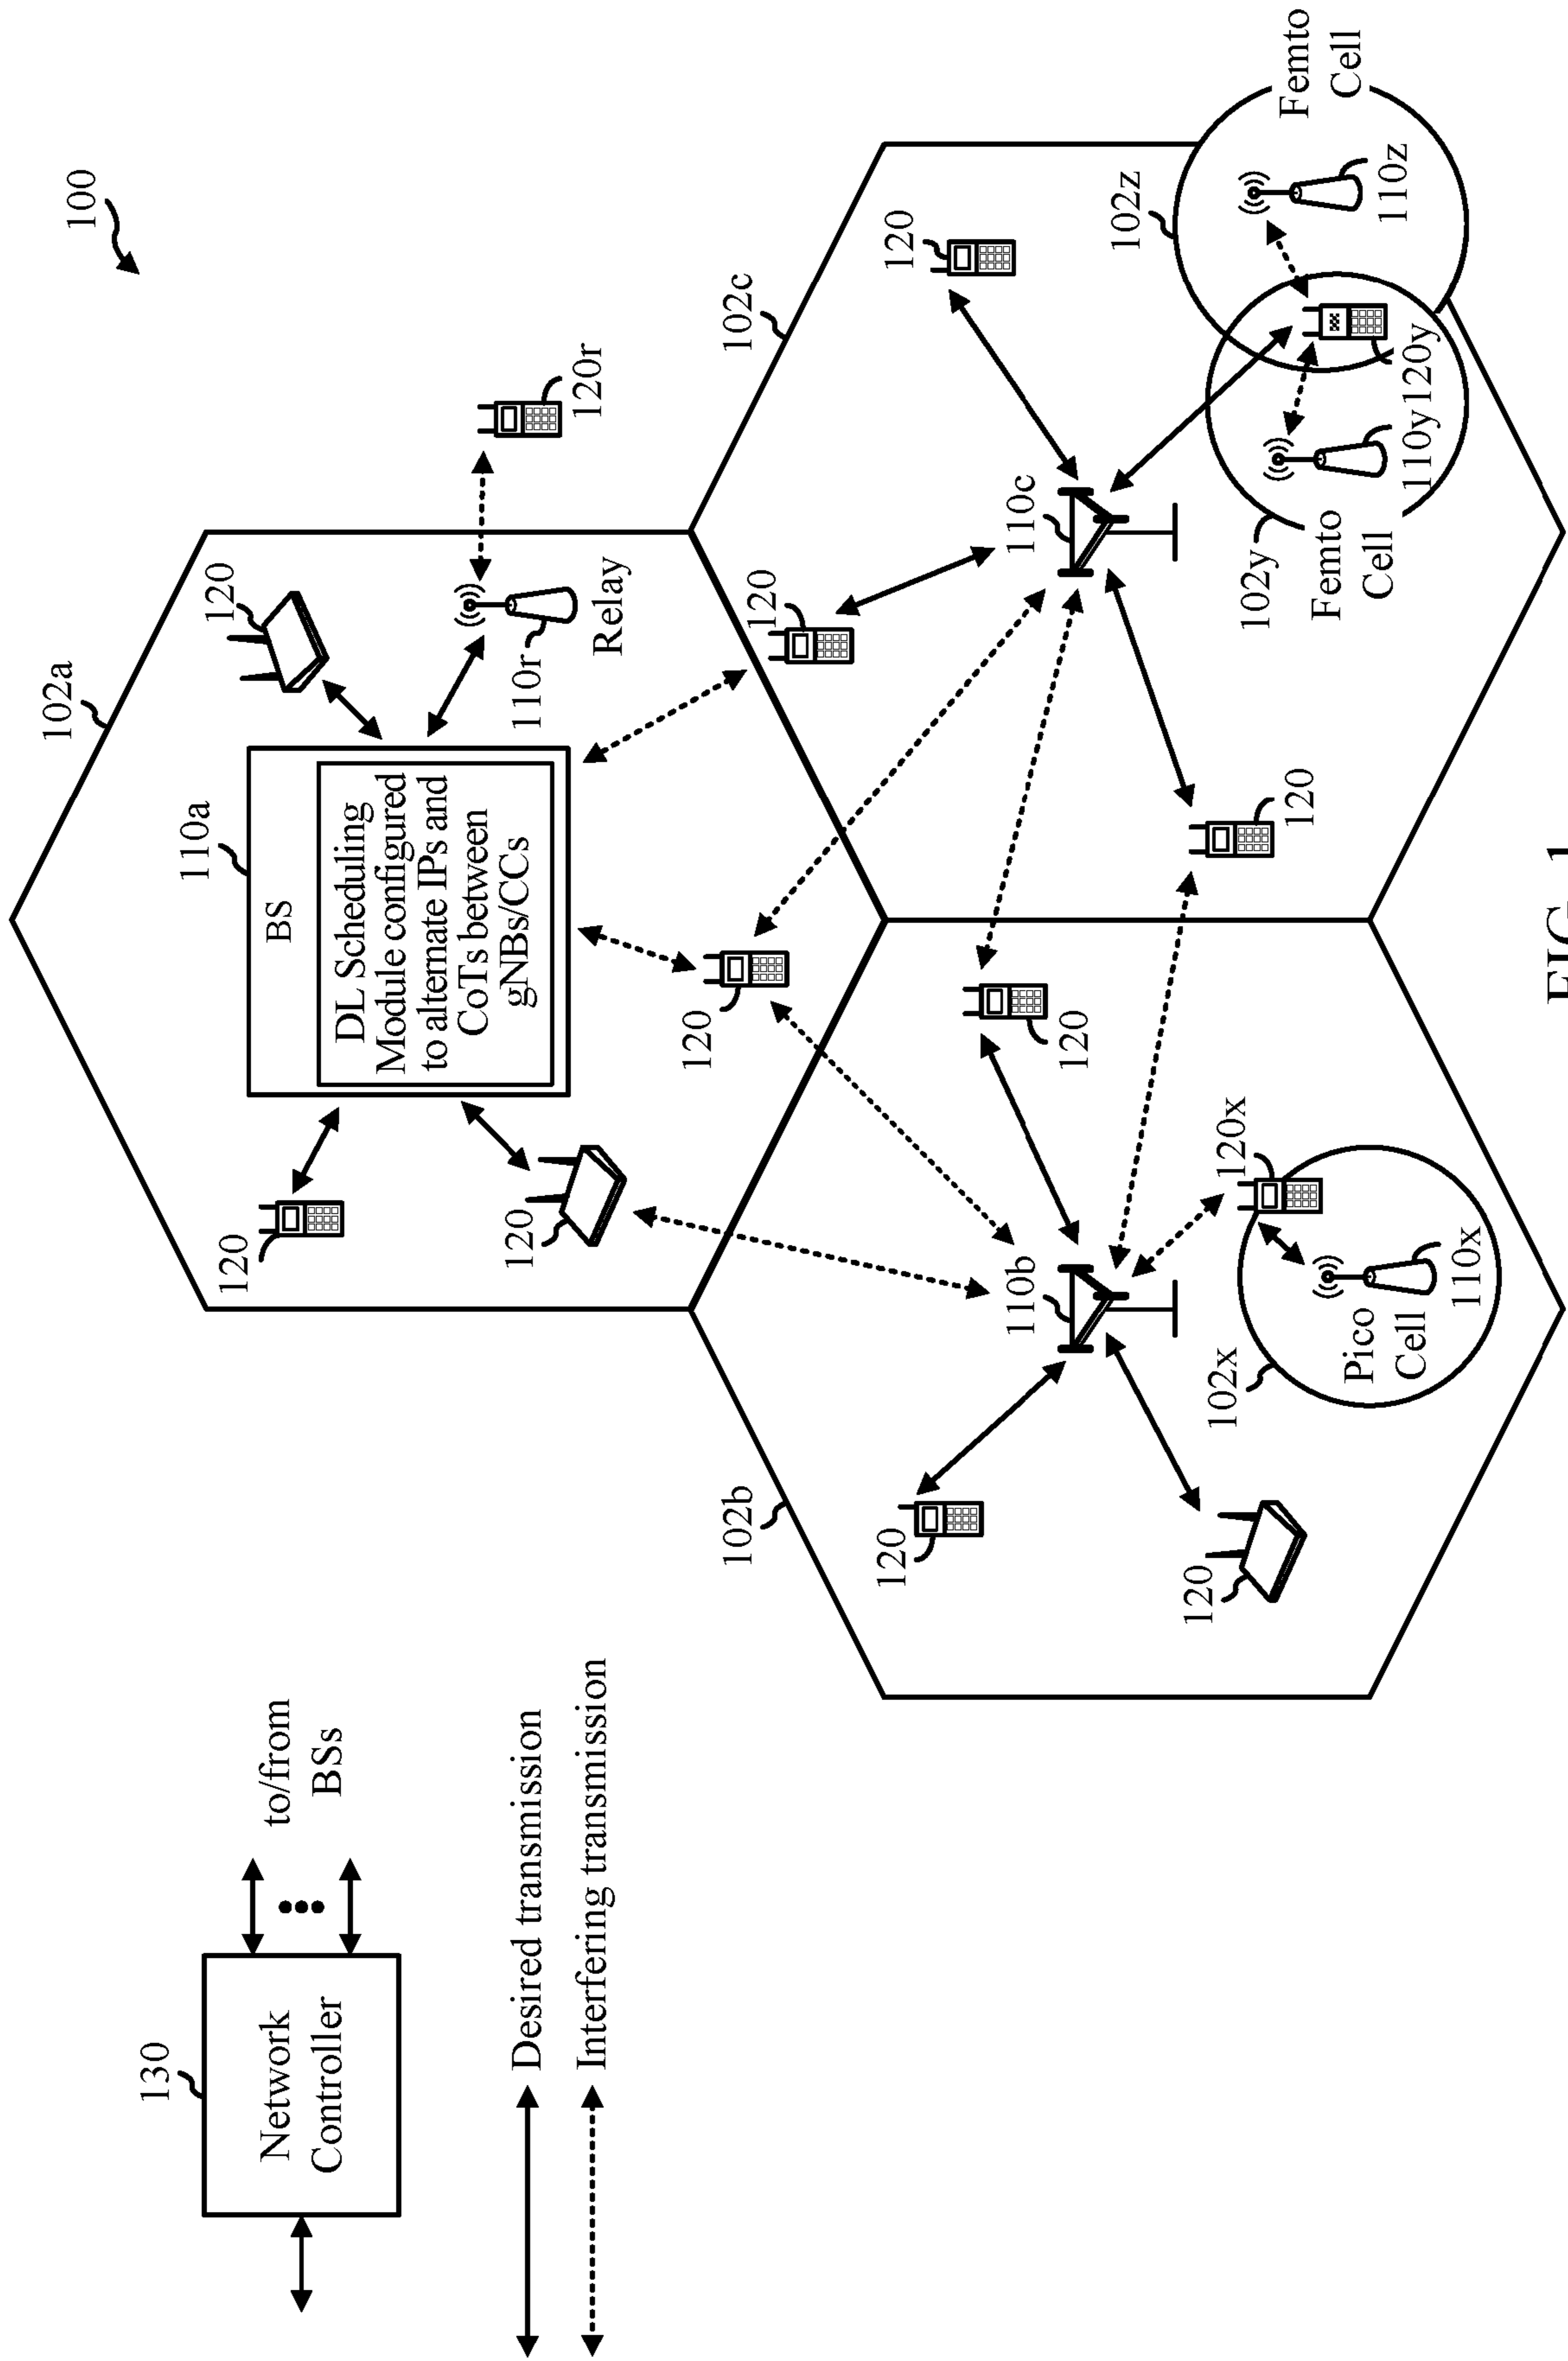 100
130
Network
Controller
to/from
BSs
Desired transmission
Interfering transmission
102a
110a
BS
DL Scheduling
Module configured
to alternate IPs and
CoTs between
gNBs/CCs
120
120
120
120
110r
Relay
120r
102b
120
120
110b
120
102x
Pico
Cell
110x
120x
102c
120
120
110c
120
102y
Femto
Cell
110y
120y
102z
110z
Femto
Cell